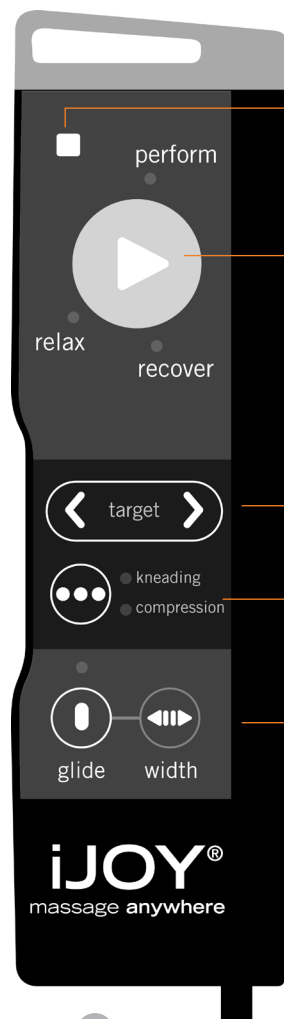 perform
relax
recover
target
kneading
compression
glide width
iJOY®
massage anywhere